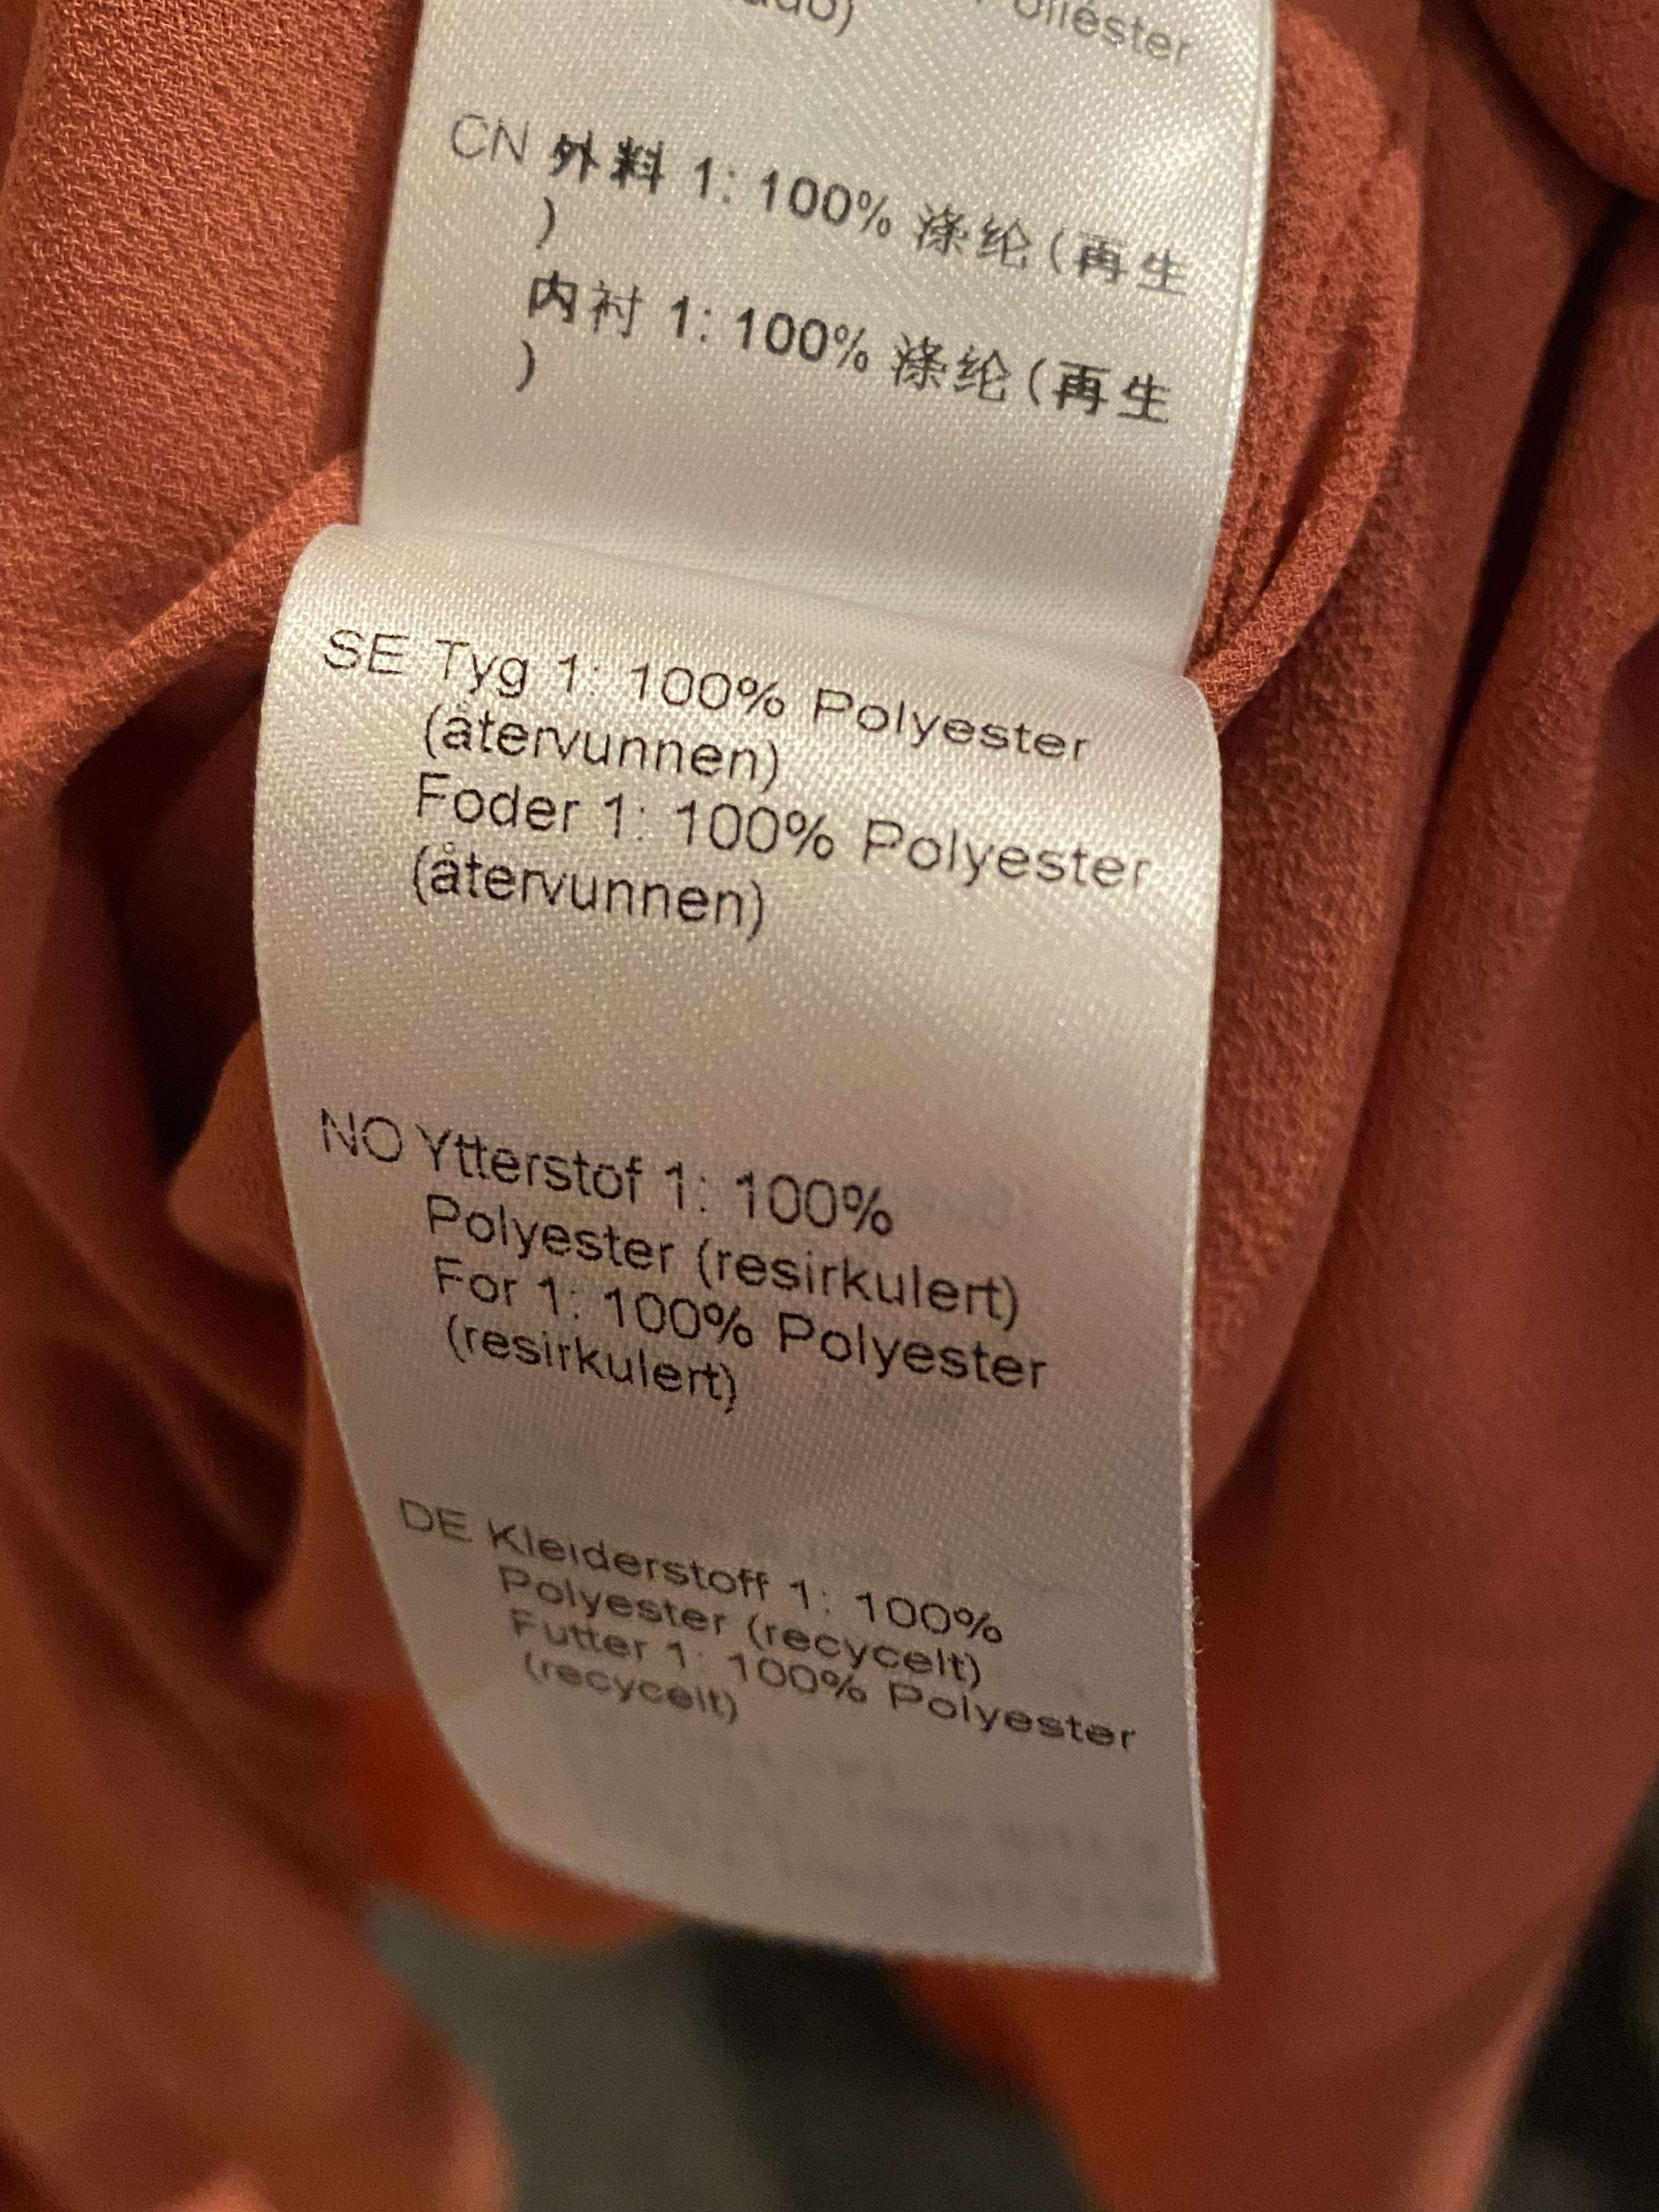 Poliéster
CN 外料 1: 100% 涤纶(再生
)
内衬 1: 100% 涤纶(再生
)
SE Tyg 1: 100% Polyester
(återvunnen)
Foder 1: 100% Polyester
(återvunnen)
NO Ytterstof 1: 100%
Polyester (resirkulert)
For 1: 100% Polyester
(resirkulert)
DE Kleiderstoff 1: 100%
Polyester (recycelt)
Futter 1: 100% Polyester
(recycelt)